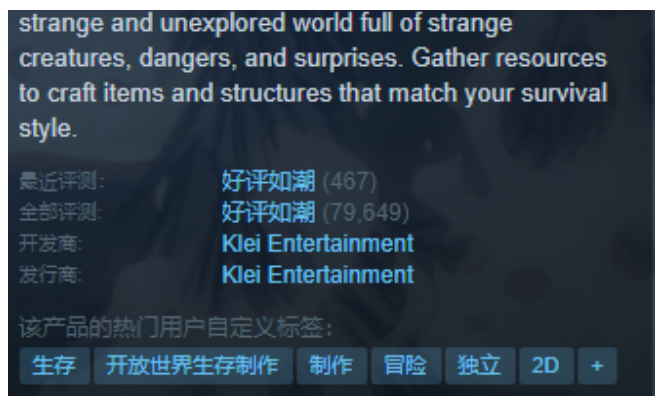 strange and unexplored world full of strange
creatures, dangers, and surprises. Gather resources
to craft items and structures that match your survival
style.
最近评测: 好评如潮 (467)
全部评测: 好评如潮 (79,649)
开发商: Klei Entertainment
发行商: Klei Entertainment
该产品的热门用户自定义标签:
生存 开放世界生存制作 制作 冒险 独立 2D +